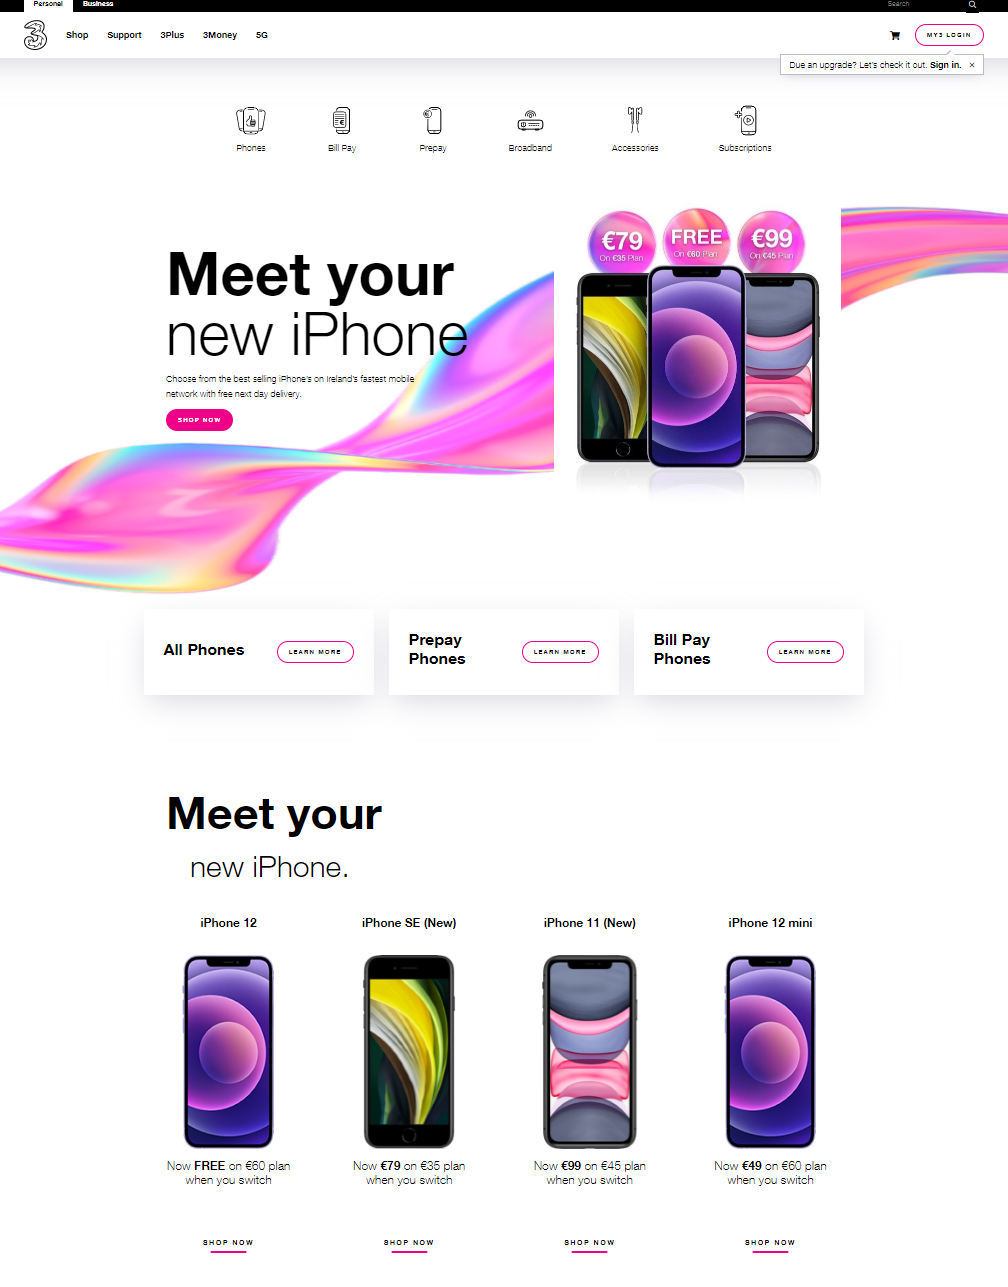 Personal
Business
Search
3
Shop
Support
3Plus
3Money
5G
MY3 LOGIN
Due an upgrade? Let's check it out. Sign in. ×
Phones
Bill Pay
Prepay
Broadband
Accessories
Subscriptions
€79
On €35 Plan
FREE
On €60 Plan
€99
On €45 Plan
Meet your
new iPhone
Choose from the best selling iPhone's on Ireland's fastest mobile
network with free next day delivery.
SHOP NOW
All Phones
LEARN MORE
Prepay
Phones
LEARN MORE
Bill Pay
Phones
LEARN MORE
Meet your
new iPhone.
iPhone 12
iPhone SE (New)
iPhone 11 (New)
iPhone 12 mini
Now FREE on €60 plan
when you switch
Now €79 on €35 plan
when you switch
Now €99 on €45 plan
when you switch
Now €49 on €60 plan
when you switch
SHOP NOW
SHOP NOW
SHOP NOW
SHOP NOW